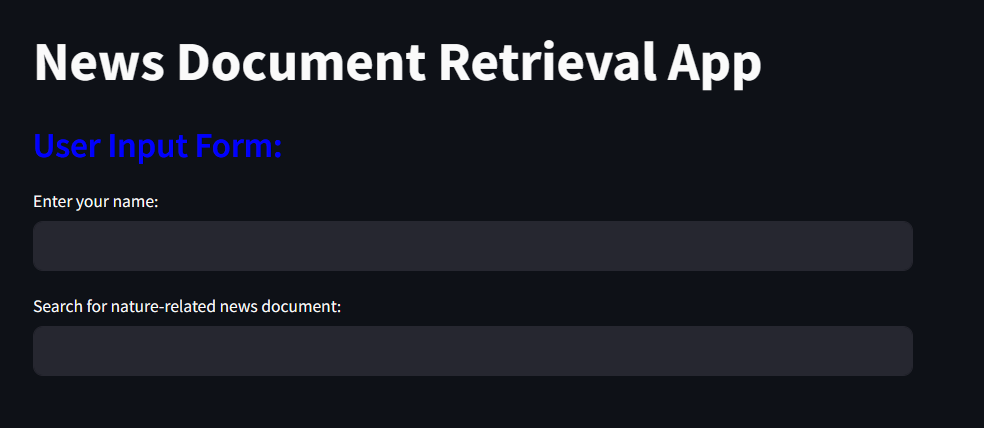 News Document Retrieval App
User Input Form:
Enter your name:
Search for nature-related news document: